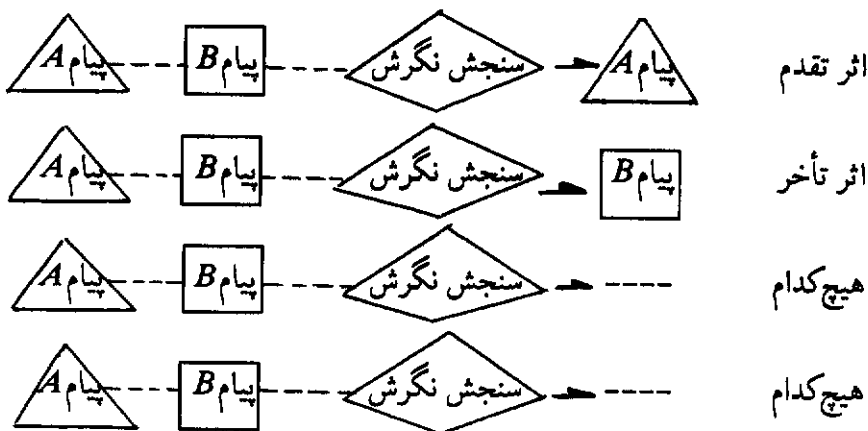 پیام A پیام B سنجش نگرش پیام A اثر تقدم
پیام A پیام B سنجش نگرش پیام B اثر تأخر
پیام A پیام B سنجش نگرش هیچ‌کدام
پیام A پیام B سنجش نگرش هیچ‌کدام